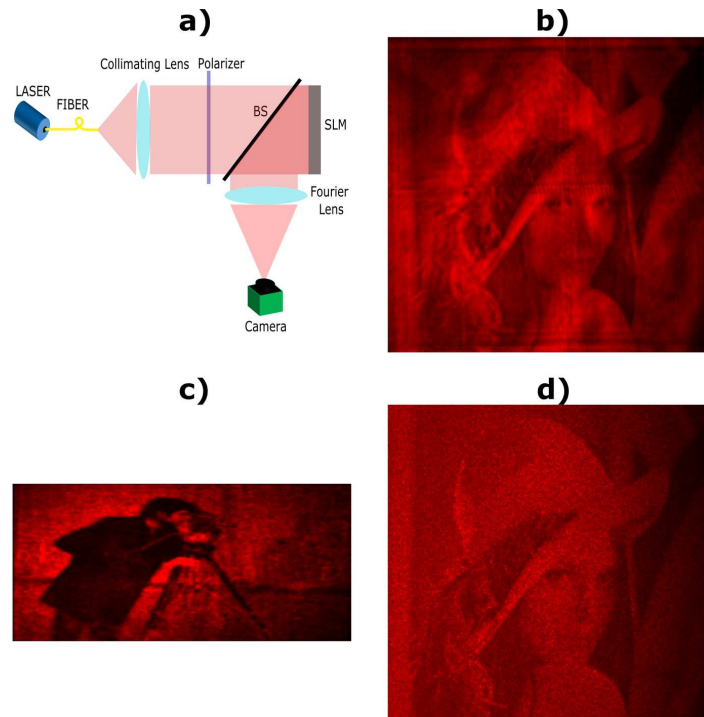 a)
b)
Collimating Lens Polarizer
LASER
FIBER
BS
SLM
Fourier
Lens
Camera
c)
d)